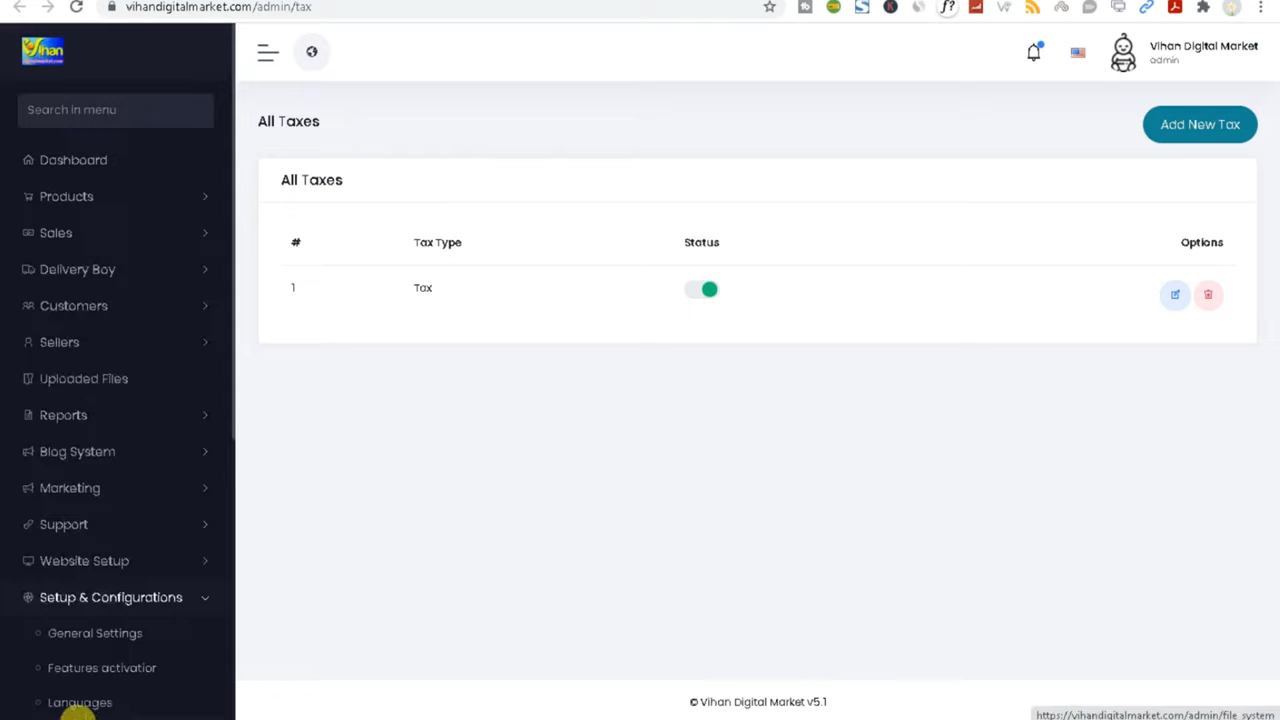 vihandigitalmarket.com/admin/tax
Vihan
Search in menu
Dashboard
Products
Sales
Delivery Boy
Customers
Sellers
Uploaded Files
Reports
Blog System
Marketing
Support
Website Setup
Setup & Configurations
General Settings
Features activation
Languages
Vihan Digital Market
admin
All Taxes
Add New Tax
All Taxes
# Tax Type Status Options
1 Tax
© Vihan Digital Market v5.1
https://vihandigitalmarket.com/admin/file_system